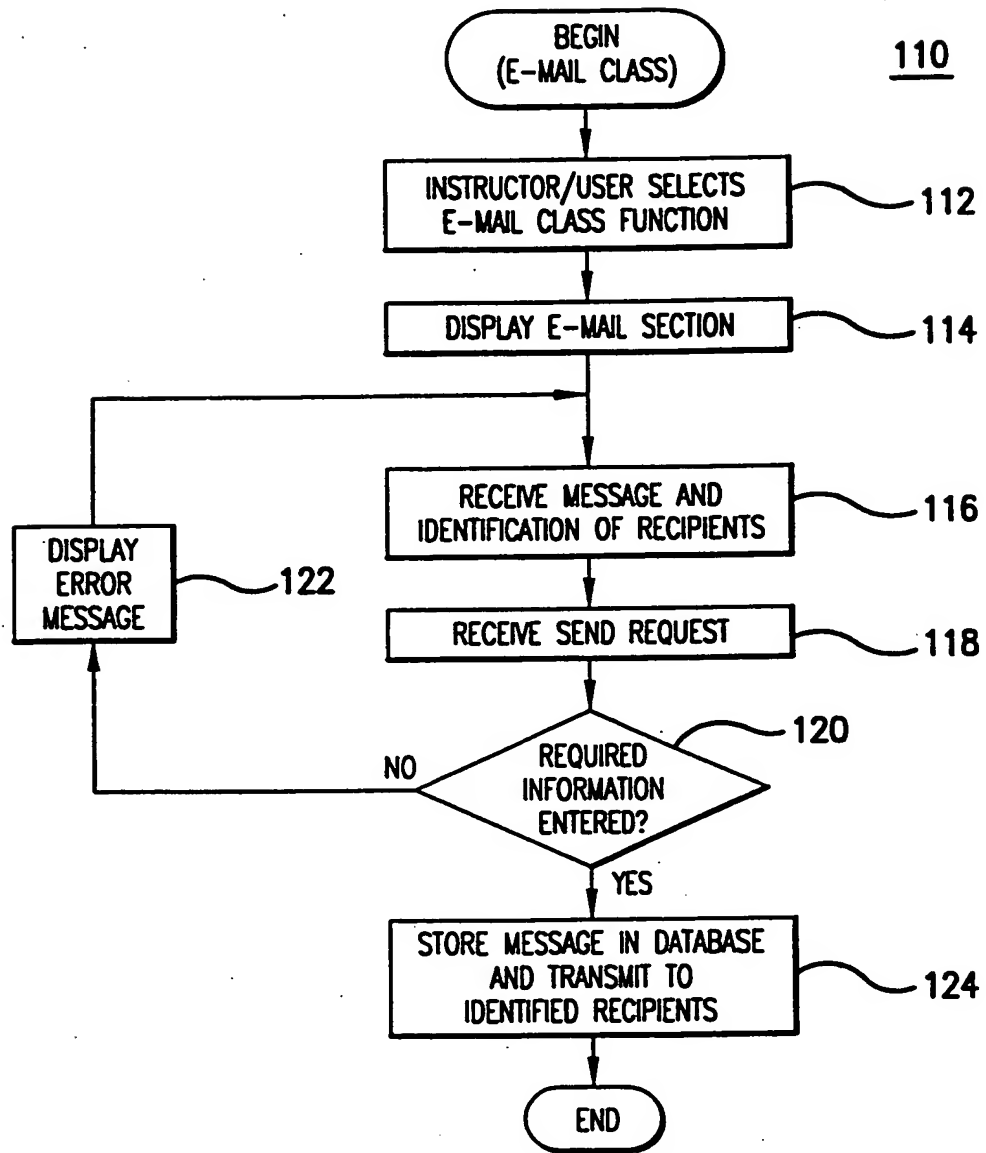 BEGIN
(E-MAIL CLASS)
110
INSTRUCTOR/USER SELECTS
E-MAIL CLASS FUNCTION
112
DISPLAY E-MAIL SECTION
114
RECEIVE MESSAGE AND
IDENTIFICATION OF RECIPIENTS
116
DISPLAY
ERROR
MESSAGE
122
RECEIVE SEND REQUEST
118
120
REQUIRED
INFORMATION
ENTERED?
NO
YES
STORE MESSAGE IN DATABASE
AND TRANSMIT TO
IDENTIFIED RECIPIENTS
124
END